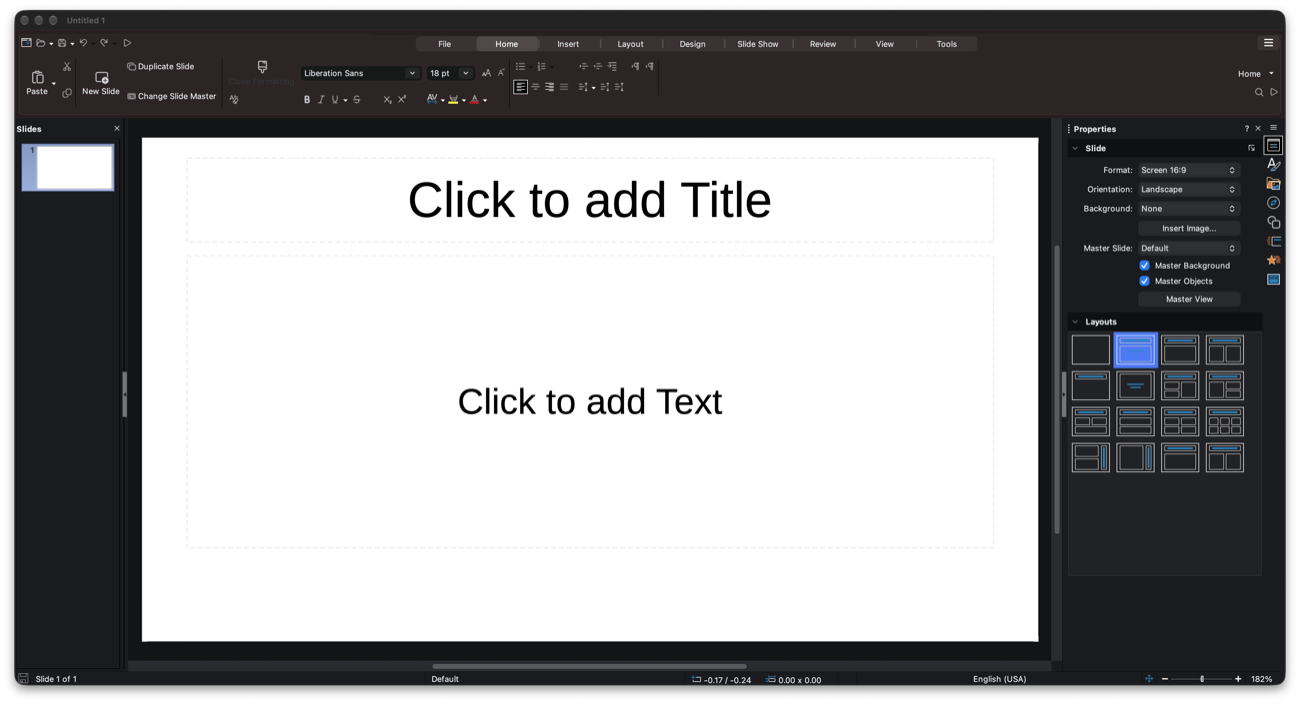 Untitled 1
File
Home
Insert
Layout
Design
Slide Show
Review
View
Tools
Paste
New Slide
Duplicate Slide
Change Slide Master
Clone Formatting
Liberation Sans
18 pt
Home
Slides
1
Click to add Title
Click to add Text
Properties
Slide
Format: Screen 16:9
Orientation: Landscape
Background: None
Insert Image...
Master Slide: Default
Master Background
Master Objects
Master View
Layouts
Slide 1 of 1
Default
-0.17 / -0.24
0.00 x 0.00
English (USA)
182%